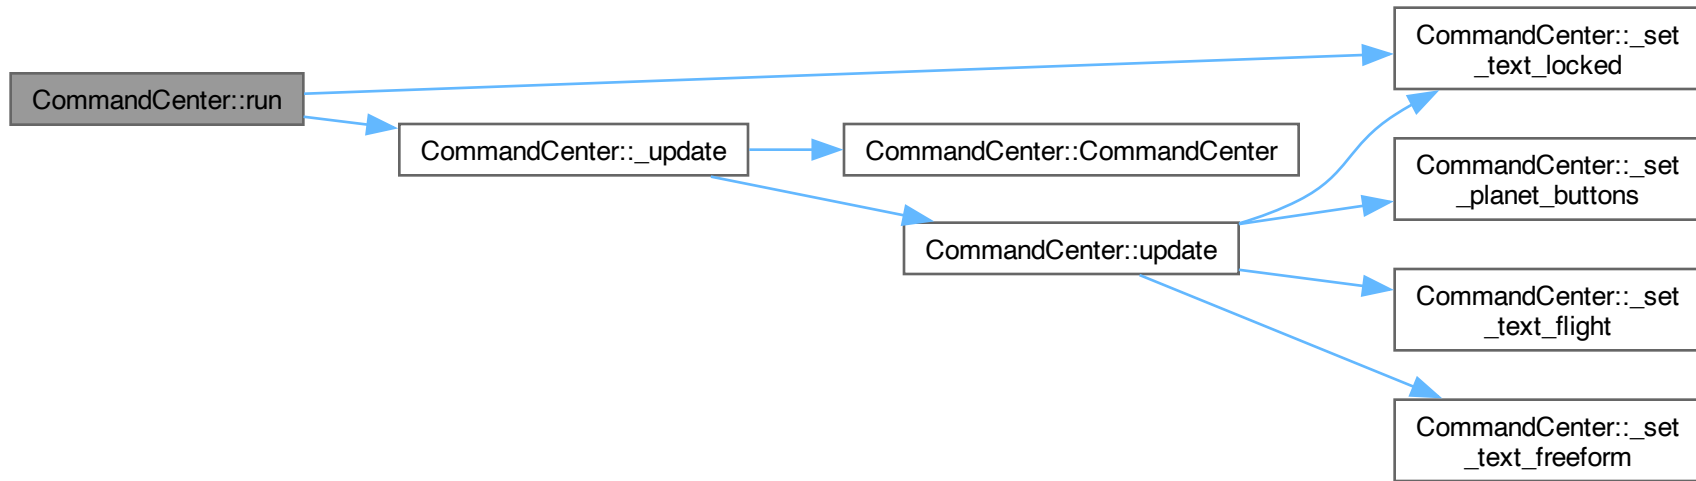 CommandCenter::run
CommandCenter::_update
CommandCenter::CommandCenter
CommandCenter::update
CommandCenter::_set
_text_locked
CommandCenter::_set
_planet_buttons
CommandCenter::_set
_text_flight
CommandCenter::_set
_text_freeform